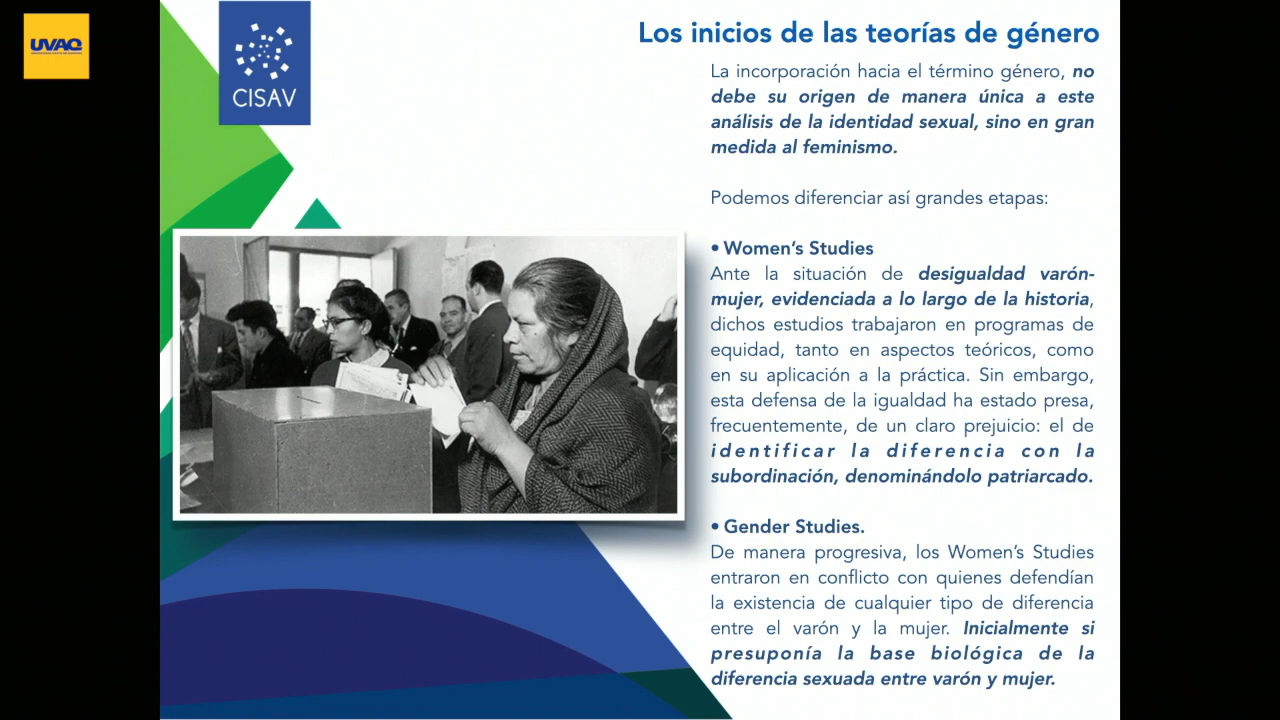 UVAQ
CISAV
Los inicios de las teorías de género
La incorporación hacia el término género, no
debe su origen de manera única a este
análisis de la identidad sexual, sino en gran
medida al feminismo.
Podemos diferenciar así grandes etapas:
• Women’s Studies
Ante la situación de desigualdad varón-
mujer, evidenciada a lo largo de la historia,
dichos estudios trabajaron en programas de
equidad, tanto en aspectos teóricos, como
en su aplicación a la práctica. Sin embargo,
esta defensa de la igualdad ha estado presa,
frecuentemente, de un claro prejuicio: el de
identificar la diferencia con la
subordinación, denominándolo patriarcado.
• Gender Studies.
De manera progresiva, los Women’s Studies
entraron en conflicto con quienes defendían
la existencia de cualquier tipo de diferencia
entre el varón y la mujer. Inicialmente si
presuponía la base biológica de la
diferencia sexuada entre varón y mujer.